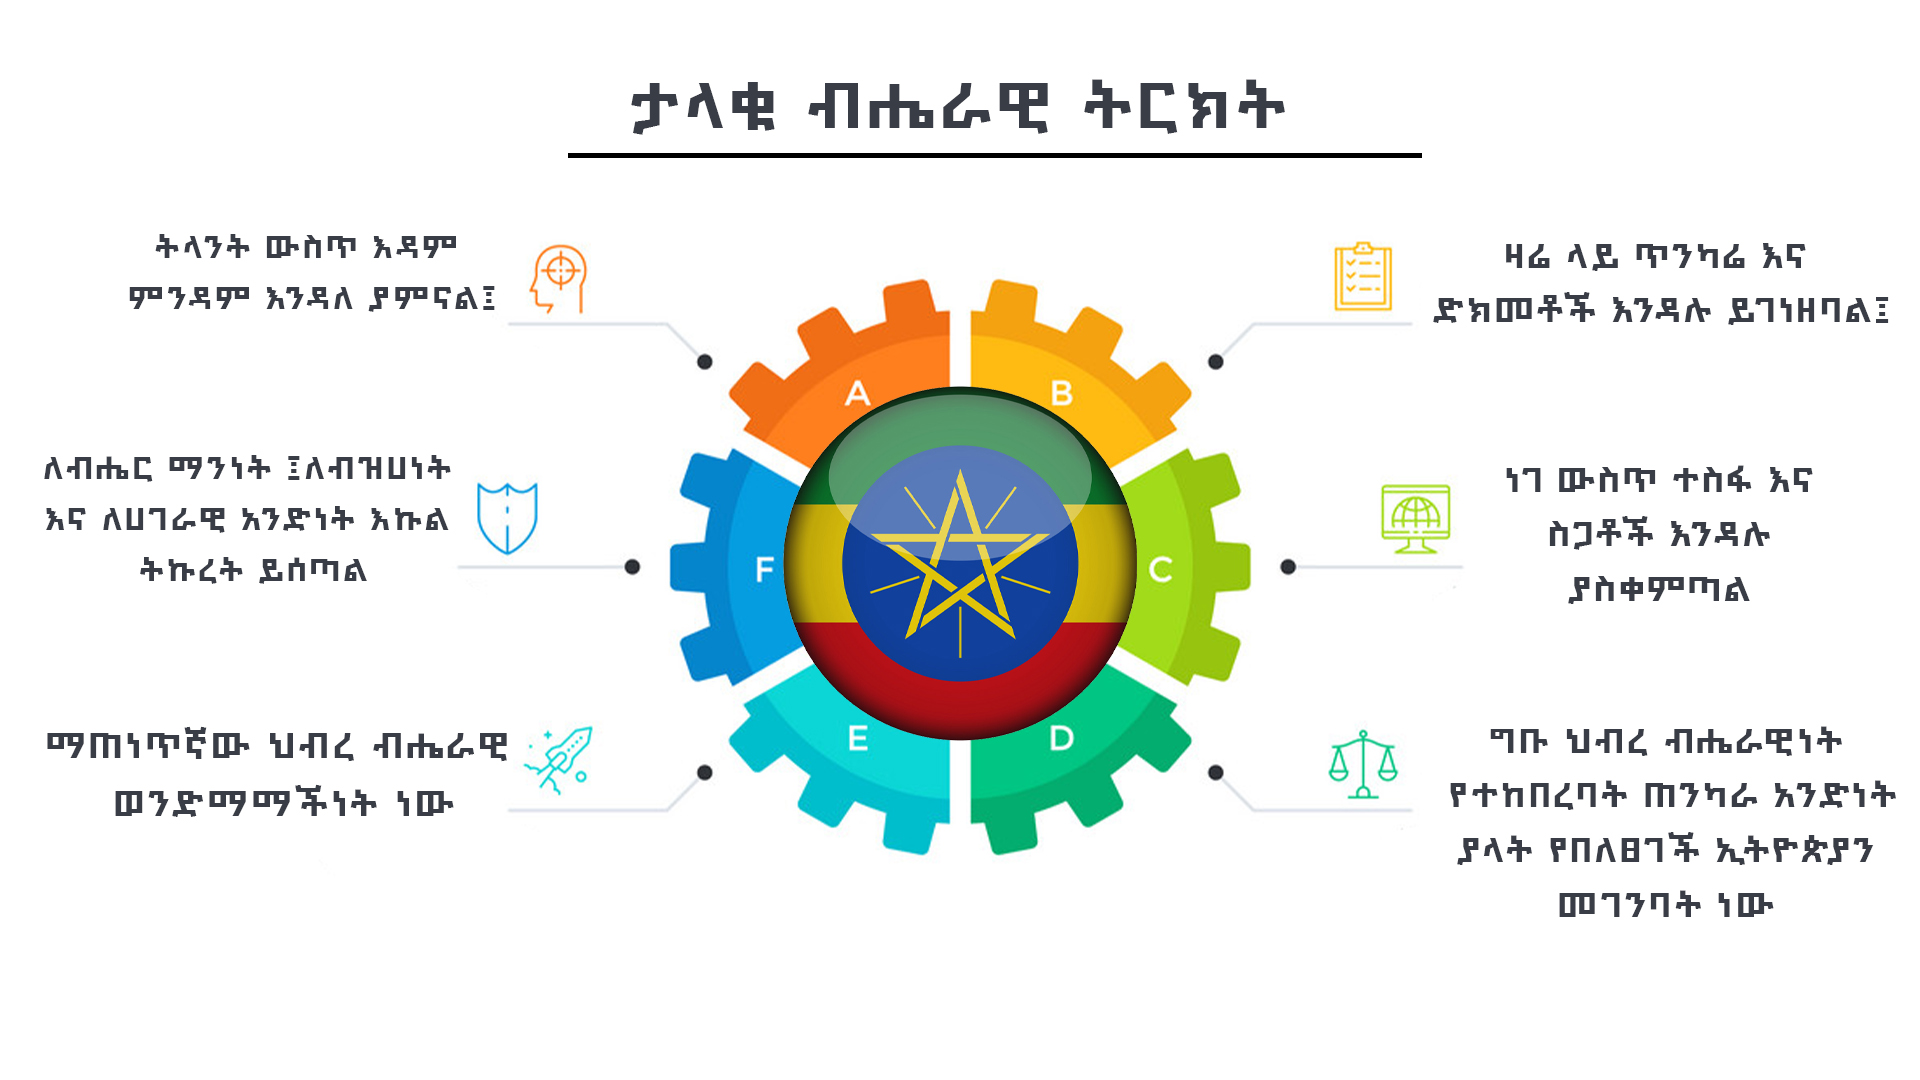 ታላቁ ብሔራዊ ትርክት
ትላንት ውስጥ እዳም
ምንዳም እንዳለ ያምናል፤
ዛሬ ላይ ጥንካሬ እና
ድክመቶች እንዳሉ ይገነዘባል፤
A
B
ለብሔር ማንነት ፤ለብዝሀነት
እና ለሀገራዊ አንድነት እኩል
ትኩረት ይሰጣል
ነገ ውስጥ ተስፋ እና
ስጋቶች እንዳሉ
ያስቀምጣል
F
C
ማጠነጥኛው ህብረ ብሔራዊ
ወንድማማችነት ነው
E
D
ግቡ ህብረ ብሔራዊነት
የተከበረባት ጠንካራ አንድነት
ያላት የበለፀገች ኢትዮጵያን
መገንባት ነው